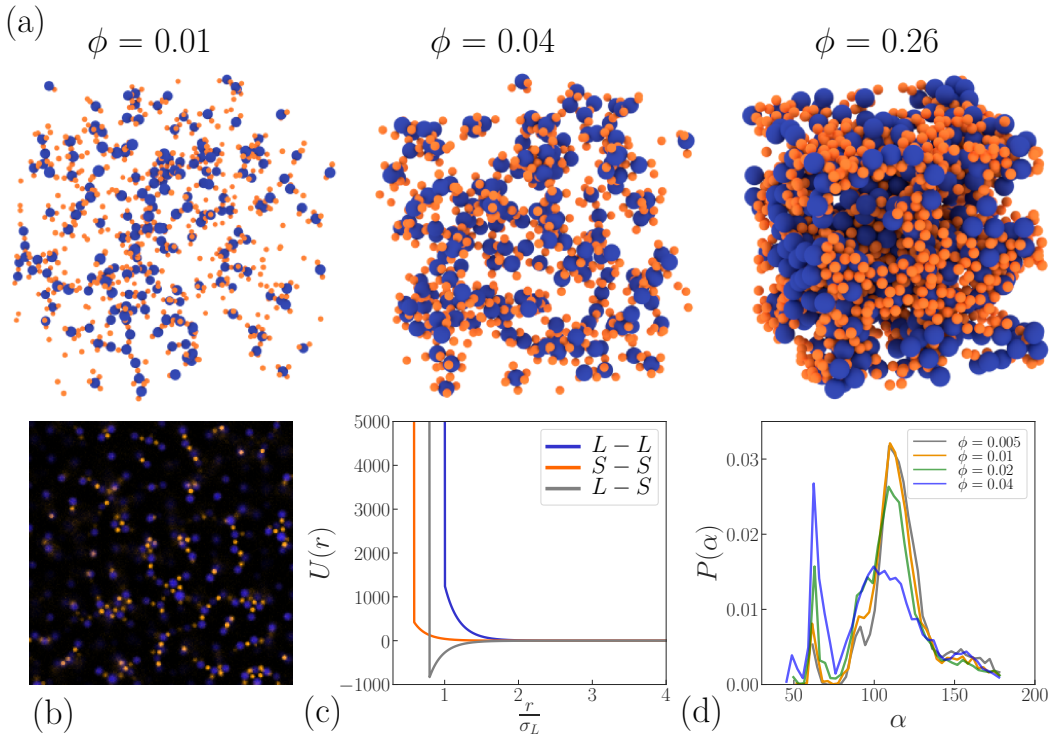 (a)
ϕ = 0.01
ϕ = 0.04
ϕ = 0.26
(b)
U(r)
5000
4000
3000
2000
1000
0
−1000
L − L
S − S
L − S
1
2
3
4
r/σ_L
(c)
P(α)
0.03
0.02
0.01
0.00
ϕ = 0.005
ϕ = 0.01
ϕ = 0.02
ϕ = 0.04
50
100
150
200
α
(d)